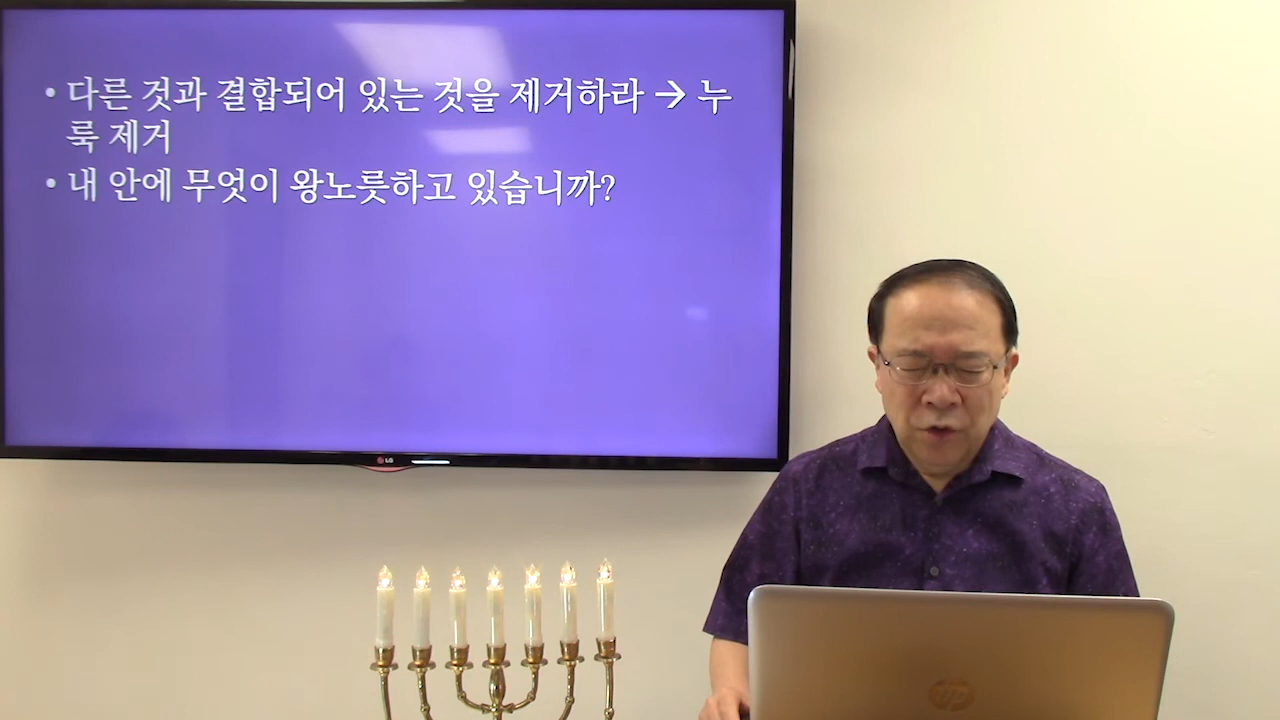 • 다른 것과 결합되어 있는 것을 제거하라 → 누
룩 제거
• 내 안에 무엇이 왕노릇하고 있습니까?
LG
hp